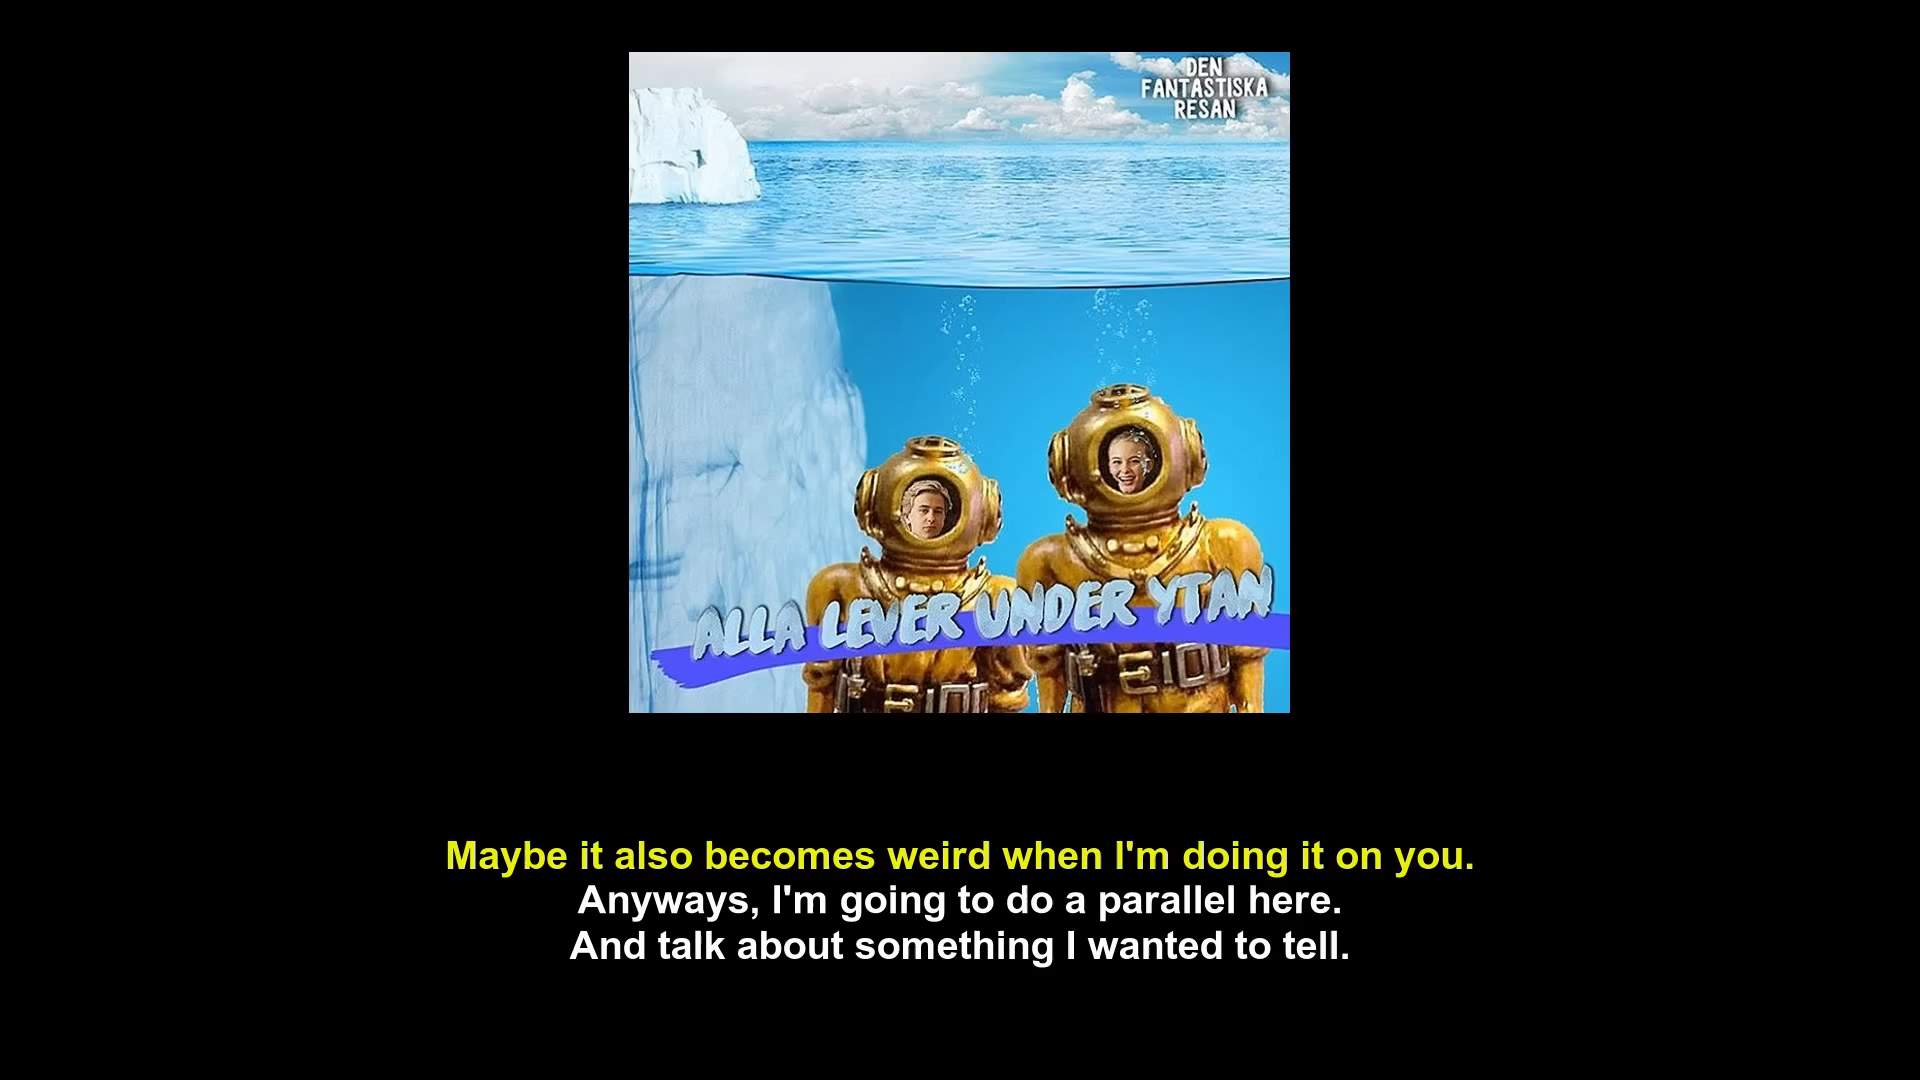 DEN
FANTASTISKA
RESAN
ALLA LEVER UNDER YTAN
Maybe it also becomes weird when I'm doing it on you.
Anyways, I'm going to do a parallel here.
And talk about something I wanted to tell.